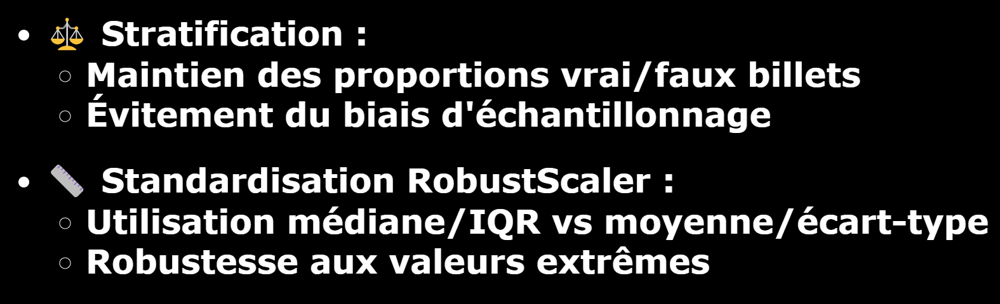 • ⚖️ Stratification :
○ Maintien des proportions vrai/faux billets
○ Évitement du biais d'échantillonnage
• 📏 Standardisation RobustScaler :
○ Utilisation médiane/IQR vs moyenne/écart-type
○ Robustesse aux valeurs extrêmes